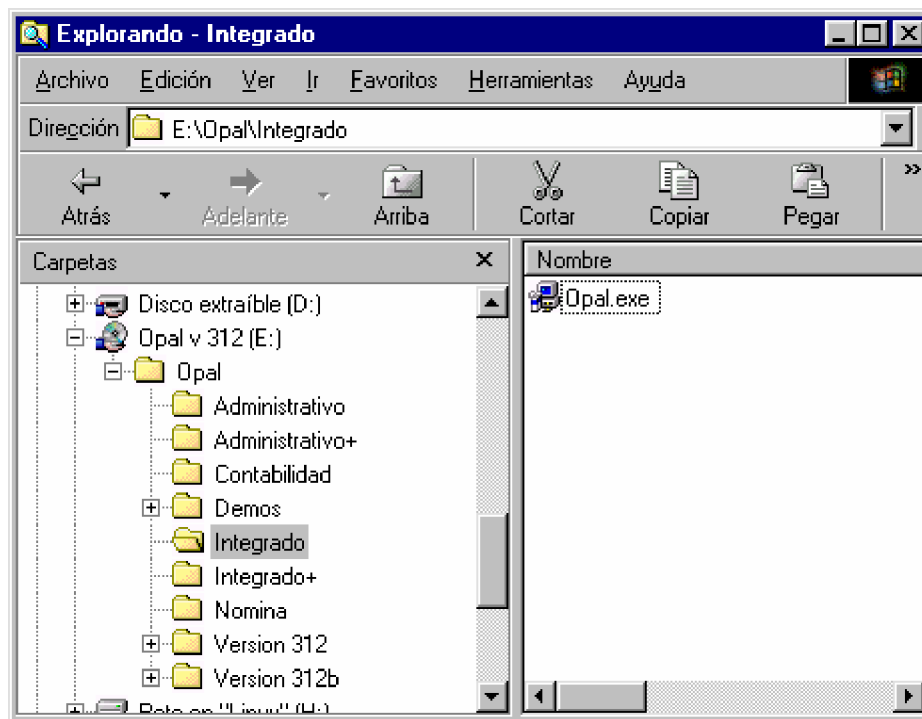 Explorando - Integrado
Archivo Edición Ver Ir Favoritos Herramientas Ayuda
Dirección E:\Opal\Integrado
Atrás Adelante Arriba Cortar Copiar Pegar »
Carpetas
Nombre
Disco extraíble (D:)
Opal v 312 (E:)
Opal
Administrativo
Administrativo+
Contabilidad
Demos
Integrado
Integrado+
Nomina
Version 312
Version 312b
en "Linux" (H:)
Opal.exe